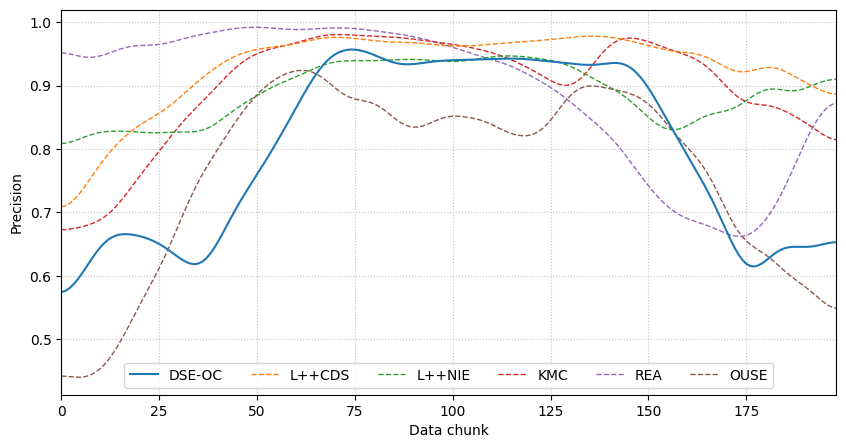 Precision
1.0
0.9
0.8
0.7
0.6
0.5
0 25 50 75 100 125 150 175
Data chunk
DSE-OC L++CDS L++NIE KMC REA OUSE